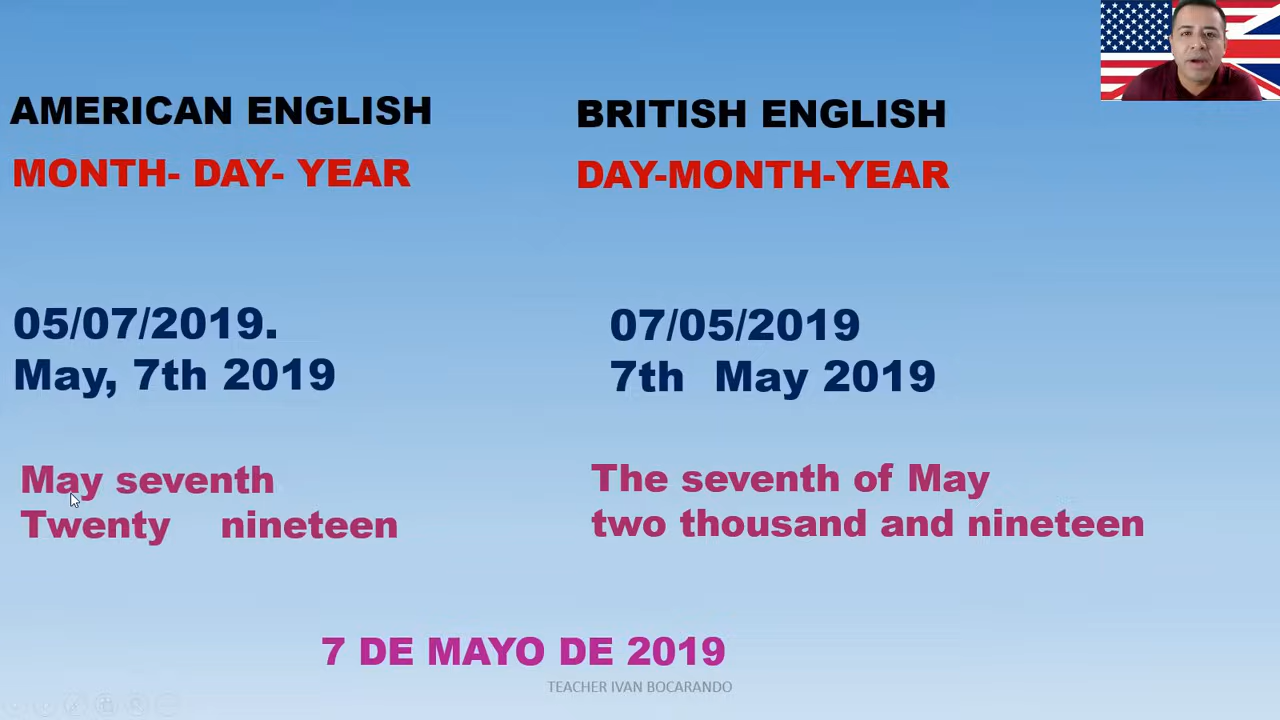 AMERICAN ENGLISH
MONTH- DAY- YEAR
05/07/2019.
May, 7th 2019
May seventh
Twenty nineteen
BRITISH ENGLISH
DAY-MONTH-YEAR
07/05/2019
7th May 2019
The seventh of May
two thousand and nineteen
7 DE MAYO DE 2019
TEACHER IVAN BOCARANDO